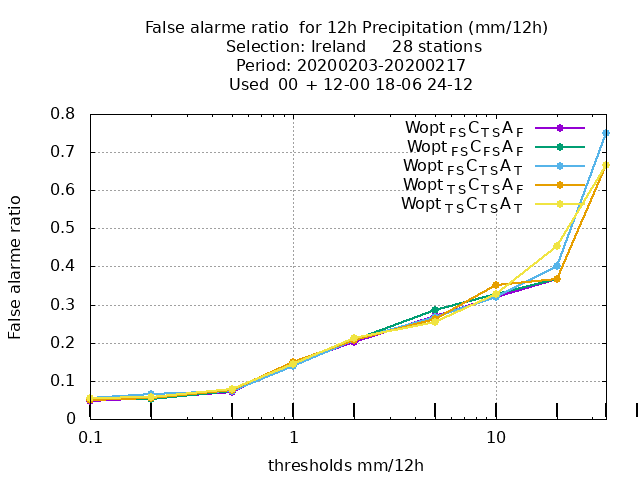 False alarme ratio  for 12h Precipitation (mm/12h)
Selection: Ireland     28 stations
Period: 20200203-20200217
Used  00  + 12-00 18-06 24-12
Wopt FS C TS A F
Wopt FS C FS A F
Wopt FS C TS A T
Wopt TS C TS A F
Wopt TS C TS A T
0.8
0.7
0.6
0.5
0.4
0.3
0.2
0.1
0
False alarme ratio
0.1 1 10
thresholds mm/12h